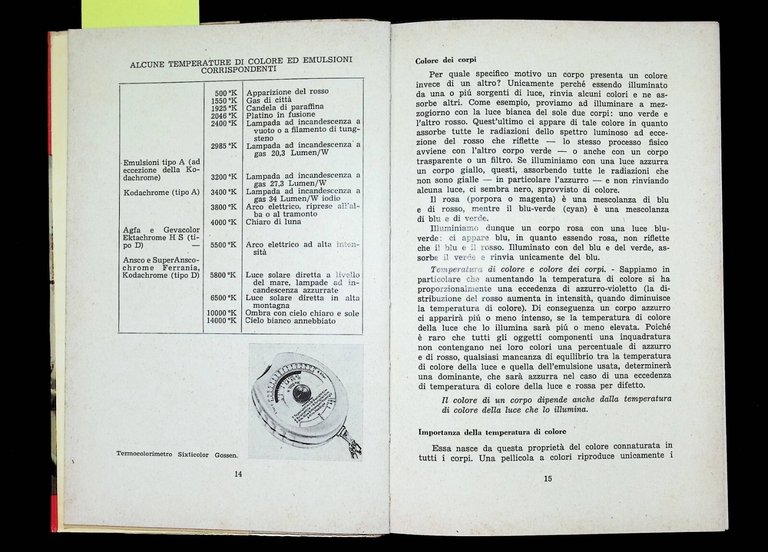 ALCUNE TEMPERATURE DI COLORE ED EMULSIONI
CORRISPONDENTI
500 °K Apparizione del rosso
1550 °K Gas di città
1925 °K Candela di paraffina
2046 °K Platino in fusione
2400 °K Lampada ad incandescenza a
vuoto o a filamento di tung-
steno
2985 °K Lampada ad incandescenza a
gas 20,3 Lumen/W
Emulsioni tipo A (ad
eccezione della Ko-
dachrome) 3200 °K Lampada ad incandescenza a
gas 27,3 Lumen/W
Kodachrome (tipo A) 3400 °K Lampada ad incandescenza a
gas 34 Lumen/W iodio
3800 °K Arco elettrico, riprese all'al-
ba o al tramonto
4000 °K Chiaro di luna
Agfa e Gevacolor
Ektachrome H S (ti-
po D) — 5500 °K Arco elettrico ad alta inten-
sità
Ansco e SuperAnsco-
chrome Ferrania,
Kodachrome (tipo D) 5800 °K Luce solare diretta a livello
del mare, lampade ad in-
candescenza azzurrate
6500 °K Luce solare diretta in alta
montagna
10000 °K Ombra con cielo chiaro e sole
14000 °K Cielo bianco annebbiato
Termocolorimetro Sixticolor Gossen.
14
Colore dei corpi
Per quale specifico motivo un corpo presenta un colore
invece di un altro? Unicamente perché essendo illuminato
da una o piú sorgenti di luce, rinvia alcuni colori e ne as-
sorbe altri. Come esempio, proviamo ad illuminare a mez-
zogiorno con la luce bianca del sole due corpi: uno verde e
l'altro rosso. Quest'ultimo ci appare di tale colore in quanto
assorbe tutte le radiazioni dello spettro luminoso ad ecce-
zione del rosso che riflette — lo stesso processo fisico
avviene con l'altro corpo verde — o anche con un corpo
trasparente o un filtro. Se illuminiamo con una luce azzurra
un corpo giallo, questi, assorbendo tutte le radiazioni che
non sono gialle — in particolare l'azzurro — e non rinviando
alcuna luce, ci sembra nero, sprovvisto di colore.
Il rosa (porpora o magenta) è una mescolanza di blu
e di rosso, mentre il blu-verde (cyan) è una mescolanza
di blu e di verde.
Illuminiamo dunque un corpo rosa con una luce blu-
verde: ci appare blu, in quanto essendo rosa, non riflette
che il blu e il rosso. Illuminato con del blu e del verde, as-
sorbe il verde e rinvia unicamente del blu.
Temperatura di colore e colore dei corpi. - Sappiamo in
particolare che aumentando la temperatura di colore si ha
proporzionalmente una eccedenza di azzurro-violetto (la di-
stribuzione del rosso aumenta in intensità, quando diminuisce
la temperatura di colore). Di conseguenza un corpo azzurro
ci apparirà piú o meno intenso, se la temperatura di colore
della luce che lo illumina sarà piú o meno elevata. Poiché
è raro che tutti gli oggetti componenti una inquadratura
non contengano nei loro colori una percentuale di azzurro
e di rosso, qualsiasi mancanza di equilibrio tra la temperatura
di colore della luce e quella dell'emulsione usata, determinerà
una dominante, che sarà azzurra nel caso di una eccedenza
di temperatura di colore della luce e rossa per difetto.
Il colore di un corpo dipende anche dalla temperatura
di colore della luce che lo illumina.
Importanza della temperatura di colore
Essa nasce da questa proprietà del colore connaturata in
tutti i corpi. Una pellicola a colori riproduce unicamente i
15